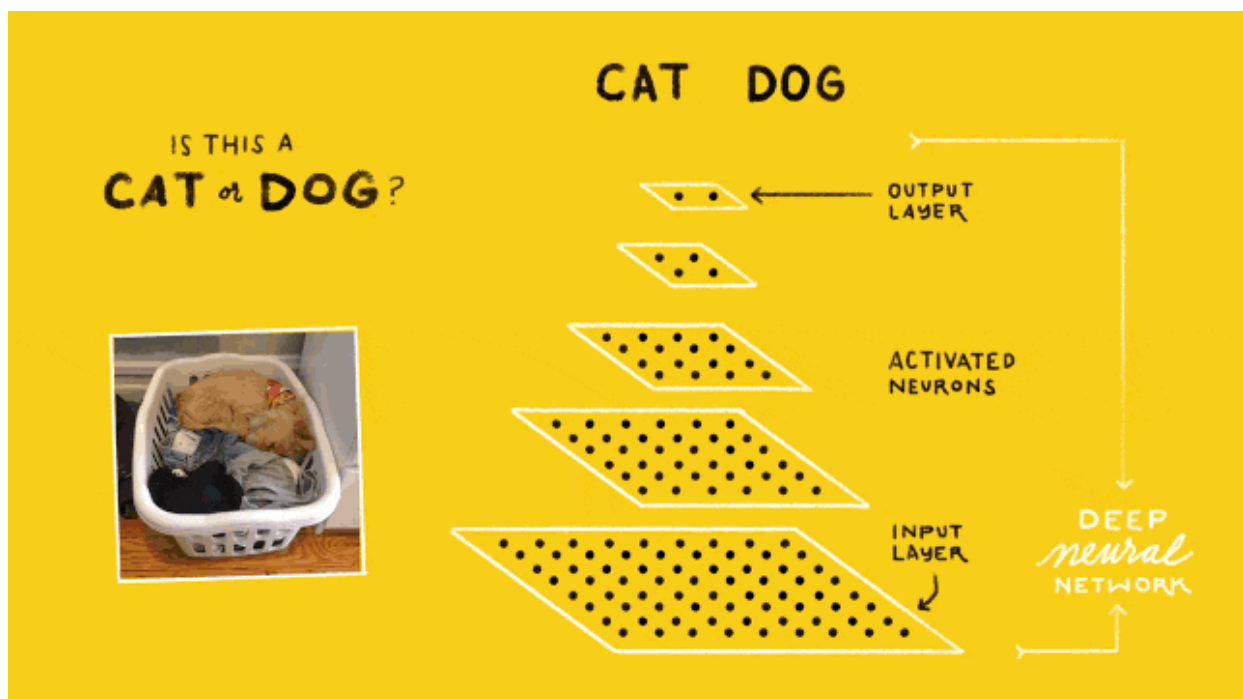 IS THIS A
CAT or DOG?
CAT DOG
OUTPUT
LAYER
ACTIVATED
NEURONS
INPUT
LAYER
DEEP
neural
NETWORK